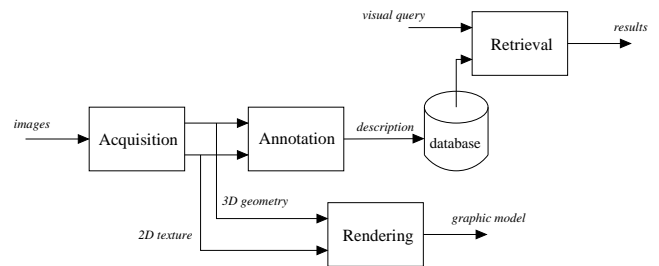 visual query
Retrieval
results
images
Acquisition
Annotation
description
database
3D geometry
2D texture
Rendering
graphic model